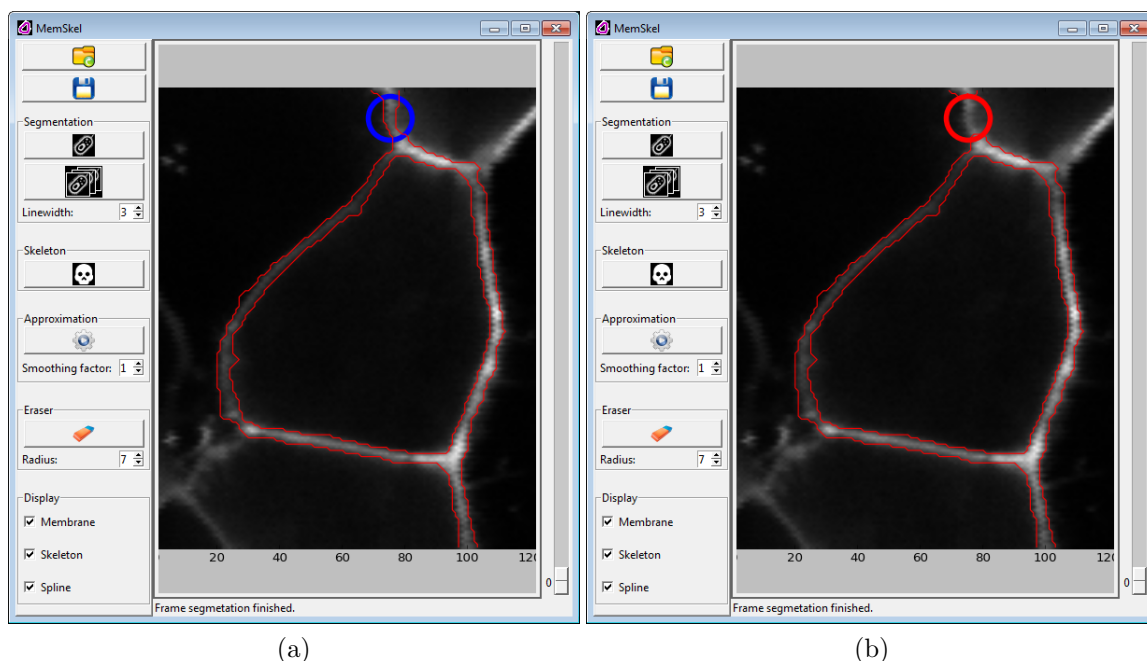 MemSkel
Segmentation
Linewidth: 3
Skeleton
Approximation
Smoothing factor: 1
Eraser
Radius: 7
Display
Membrane
Skeleton
Spline
20 40 60 80 100 120
0
Frame segmetation finished.
(a)
MemSkel
Segmentation
Linewidth: 3
Skeleton
Approximation
Smoothing factor: 1
Eraser
Radius: 7
Display
Membrane
Skeleton
Spline
20 40 60 80 100 120
0
Frame segmetation finished.
(b)